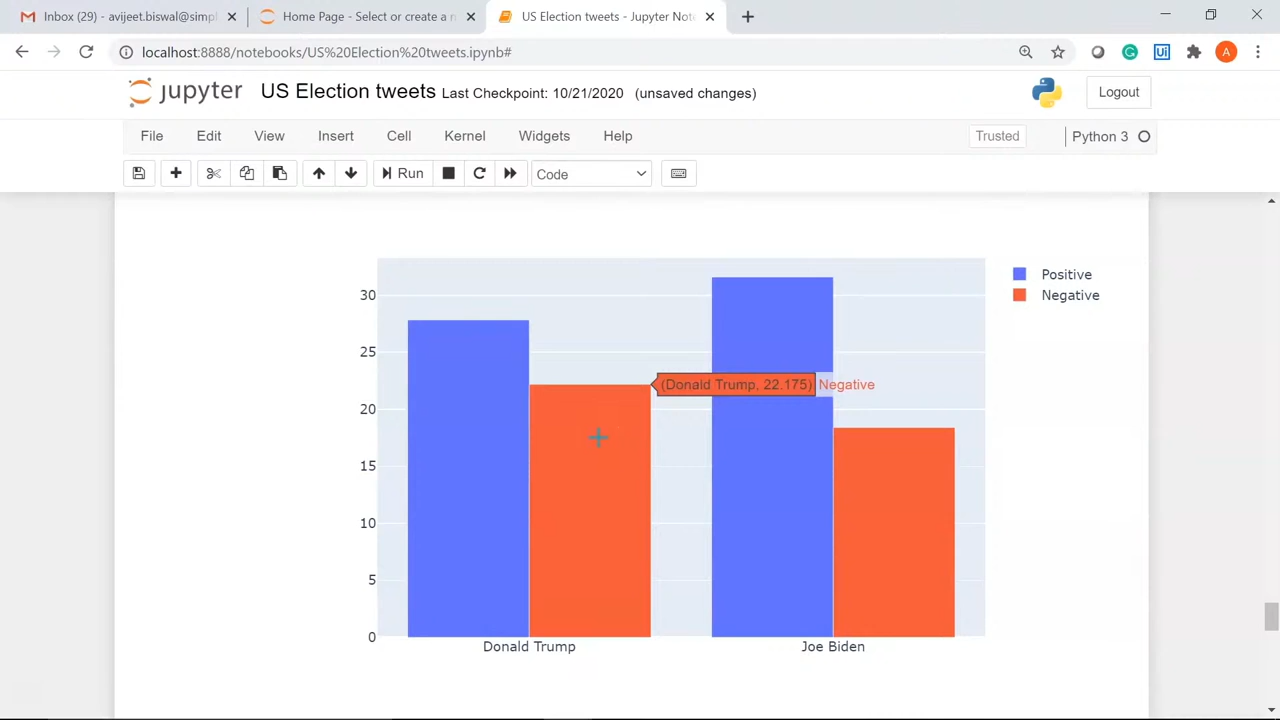 Inbox (29) - avijeet.biswal@simpl
Home Page - Select or create a n
US Election tweets - Jupyter Note
localhost:8888/notebooks/US%20Election%20tweets.ipynb#
Ui
A
jupyter US Election tweets Last Checkpoint: 10/21/2020 (unsaved changes)
Logout
File Edit View Insert Cell Kernel Widgets Help
Trusted
Python 3
Run
Code
Positive
Negative
30
25
20
15
10
5
0
(Donald Trump, 22.175) Negative
Donald Trump
Joe Biden